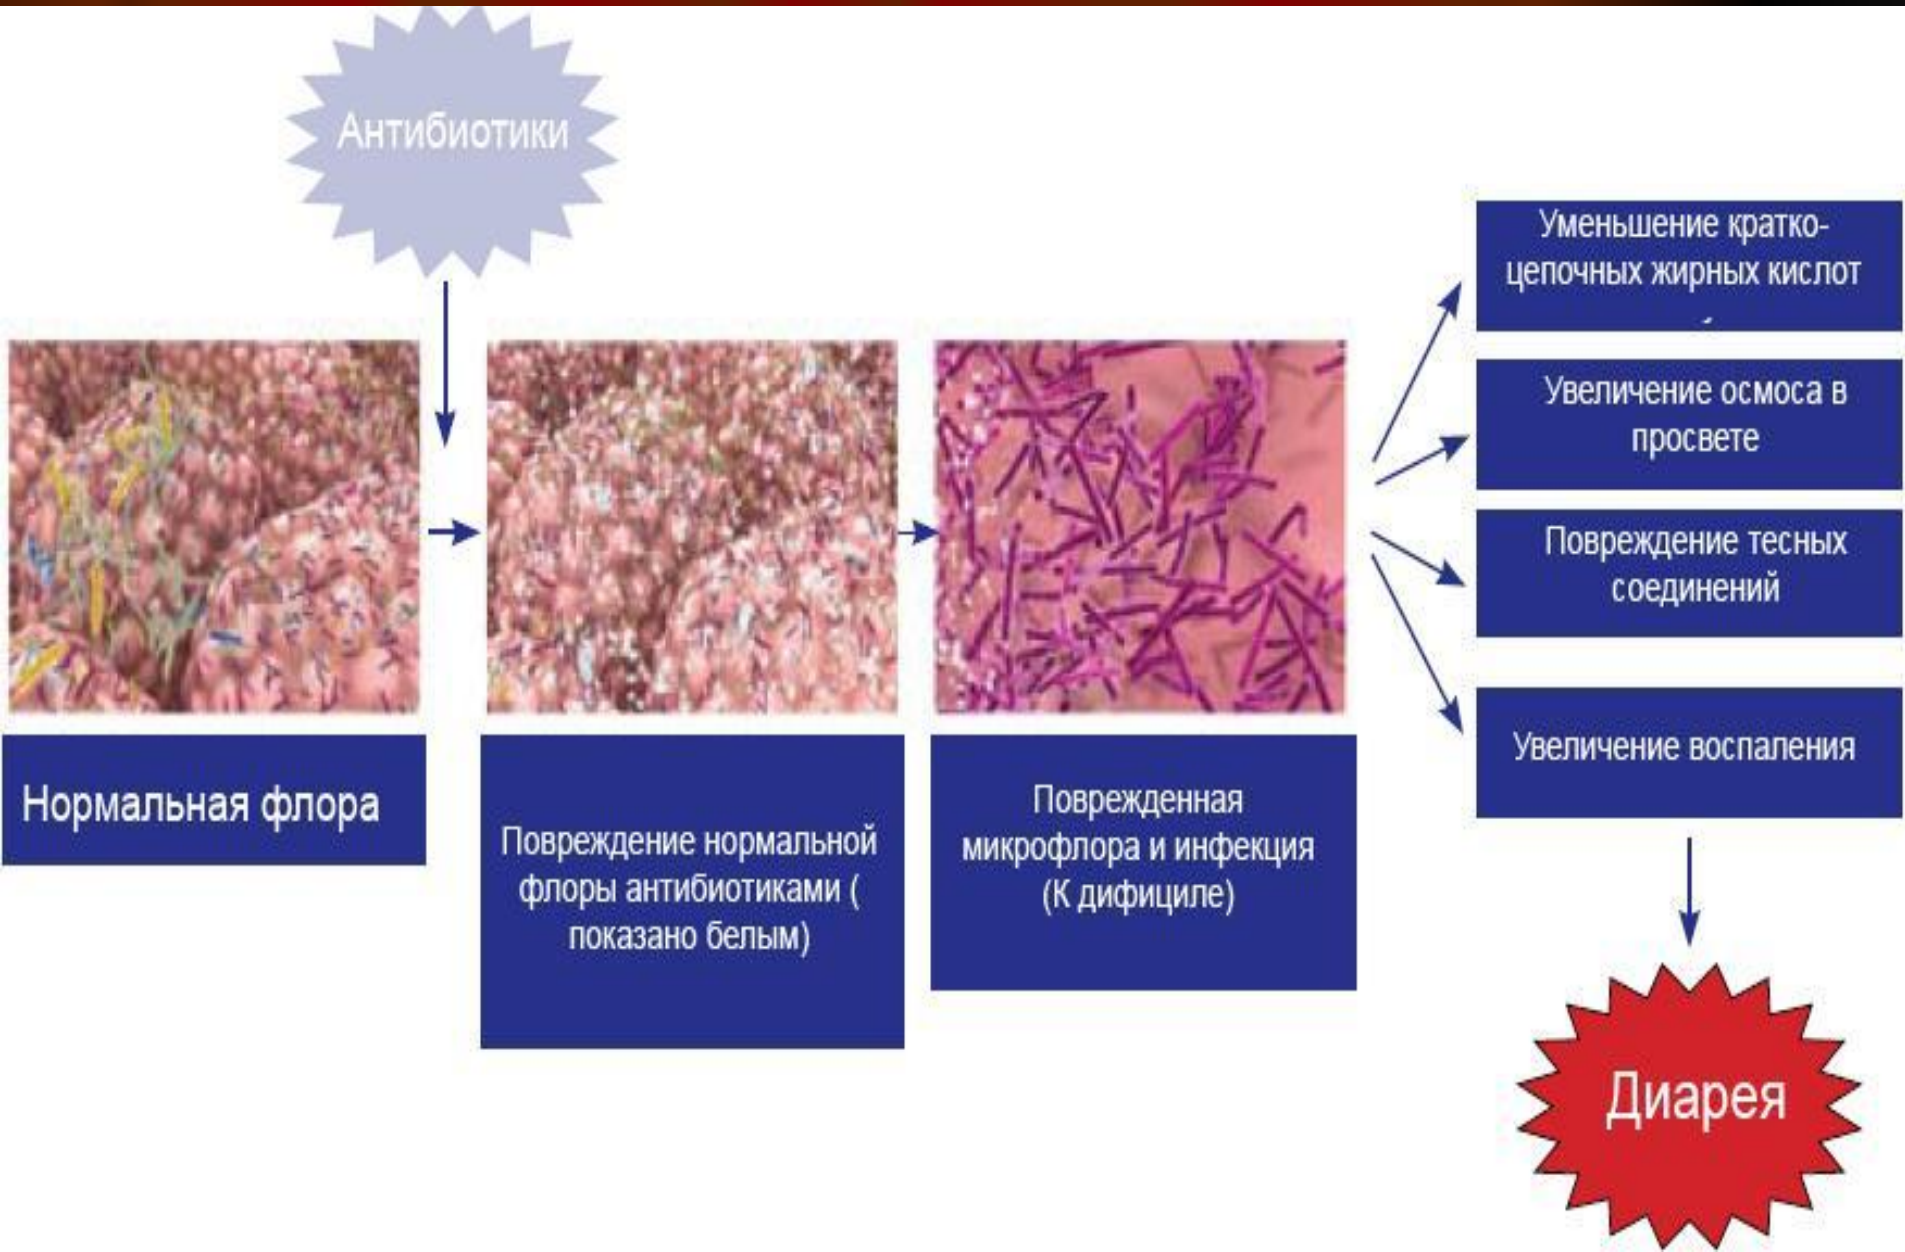 Антибиотики
Нормальная флора
Повреждение нормальной
флоры антибиотиками (
показано белым)
Поврежденная
микрофлора и инфекция
(К дифициле)
Уменьшение кратко-
цепочных жирных кислот
Увеличение осмоса в
просвете
Повреждение тесных
соединений
Увеличение воспаления
Диарея